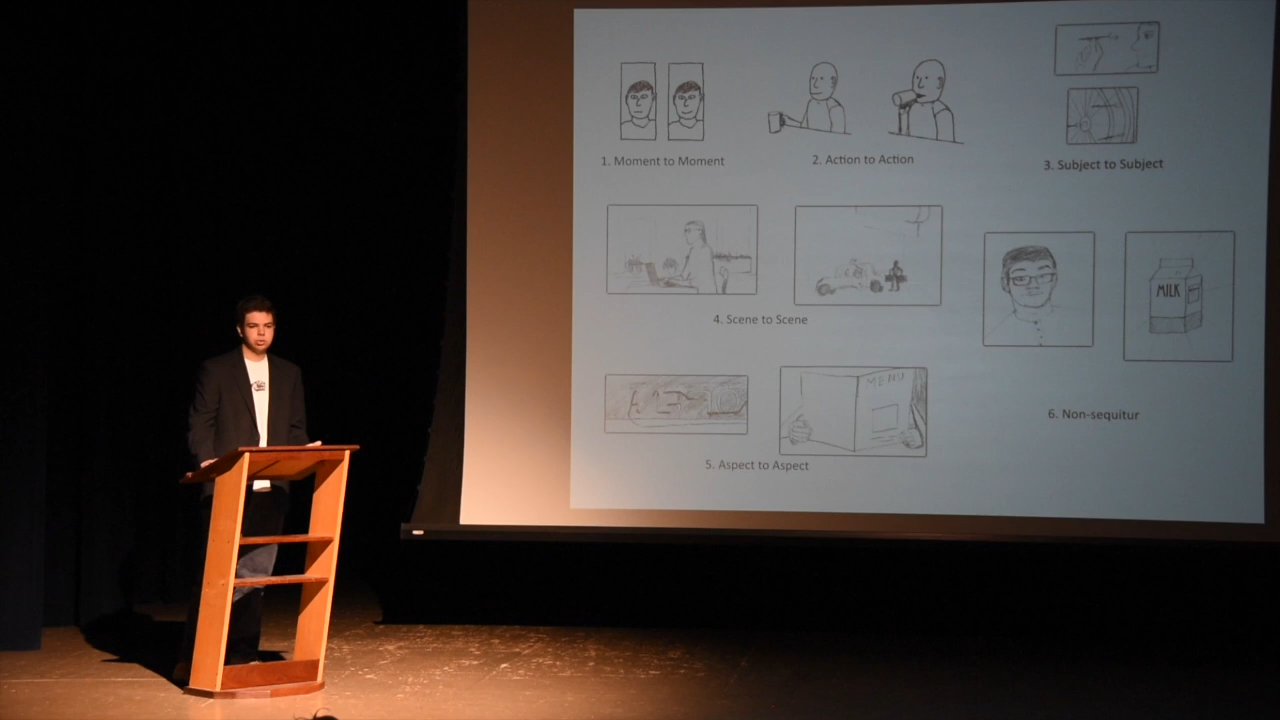 1. Moment to Moment
2. Action to Action
3. Subject to Subject
4. Scene to Scene
MILK
MENU
5. Aspect to Aspect
6. Non-sequitur